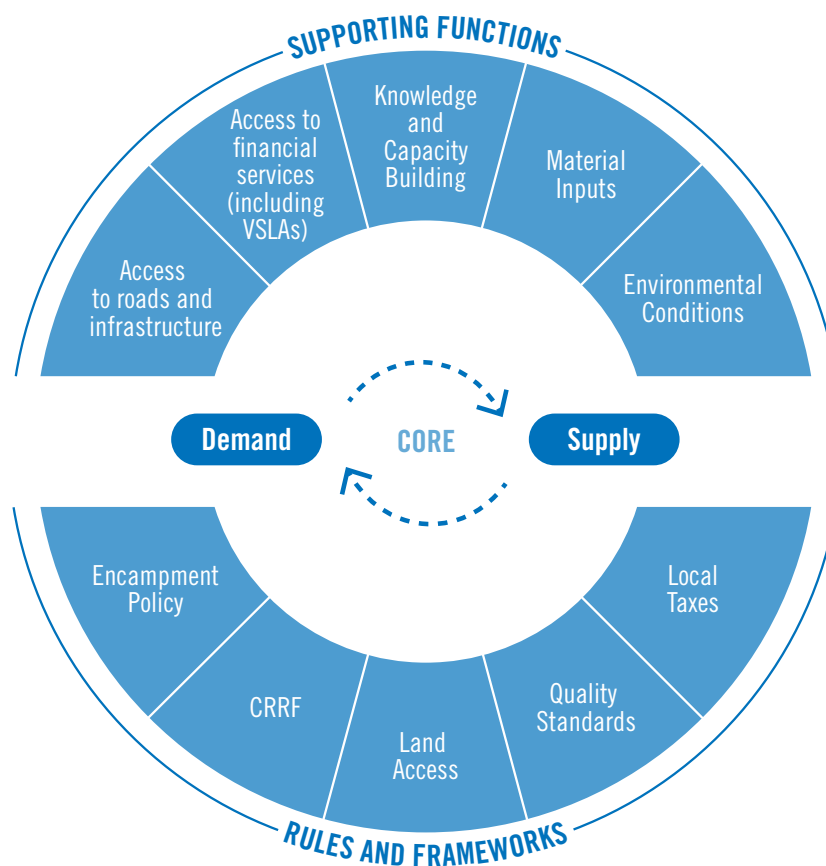 SUPPORTING FUNCTIONS
Access
to roads and
infrastructure
Access to
financial
services
(including
VSLAs)
Knowledge
and
Capacity
Building
Material
Inputs
Environmental
Conditions
Demand
CORE
Supply
Encampment
Policy
CRRF
Land
Access
Quality
Standards
Local
Taxes
RULES AND FRAMEWORKS